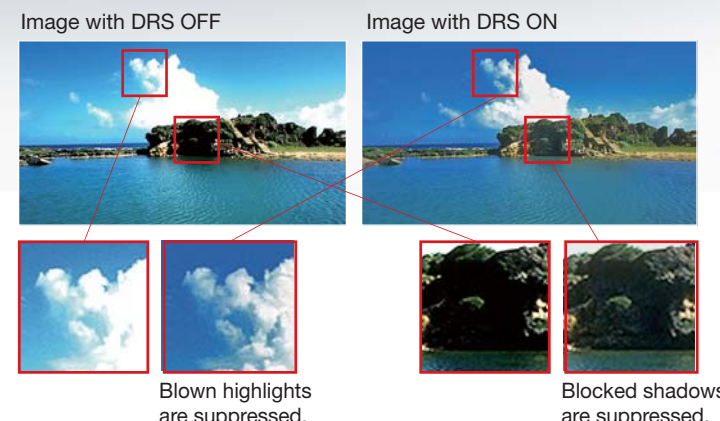 Image with DRS OFF
Image with DRS ON
Blown highlights
are suppressed.
Blocked shadows
are suppressed.